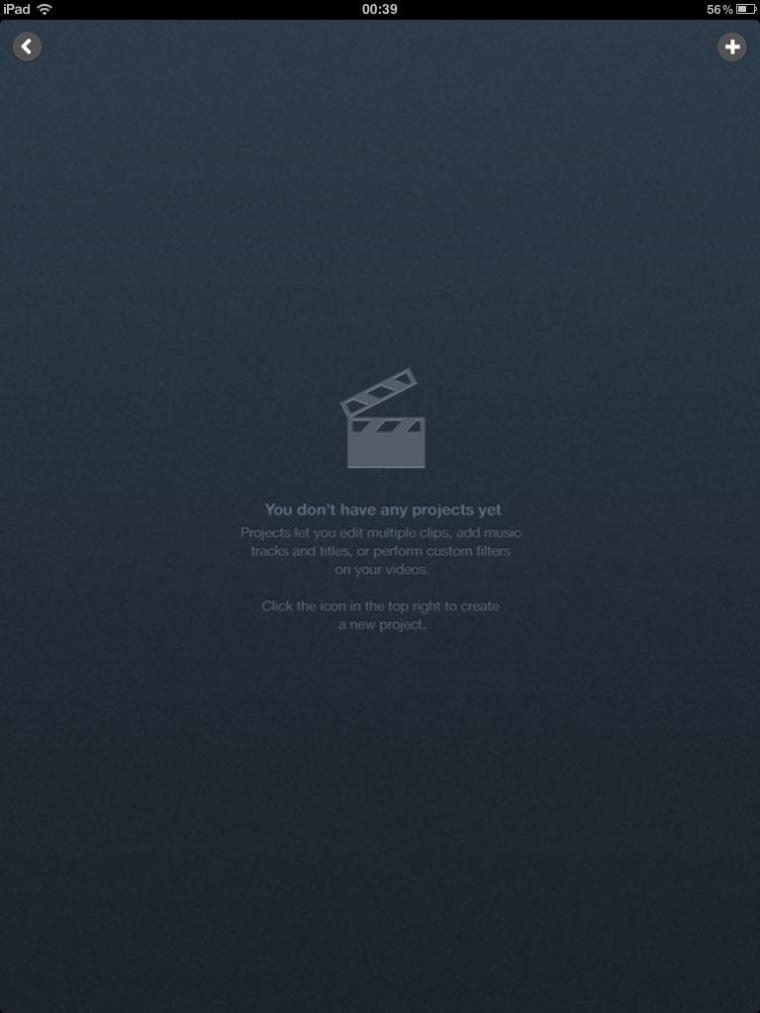 iPad 00:39 56%
You don't have any projects yet
Projects let you edit multiple clips, add music
tracks and titles, or perform custom filters
on your videos.
Click the icon in the top right to create
a new project.